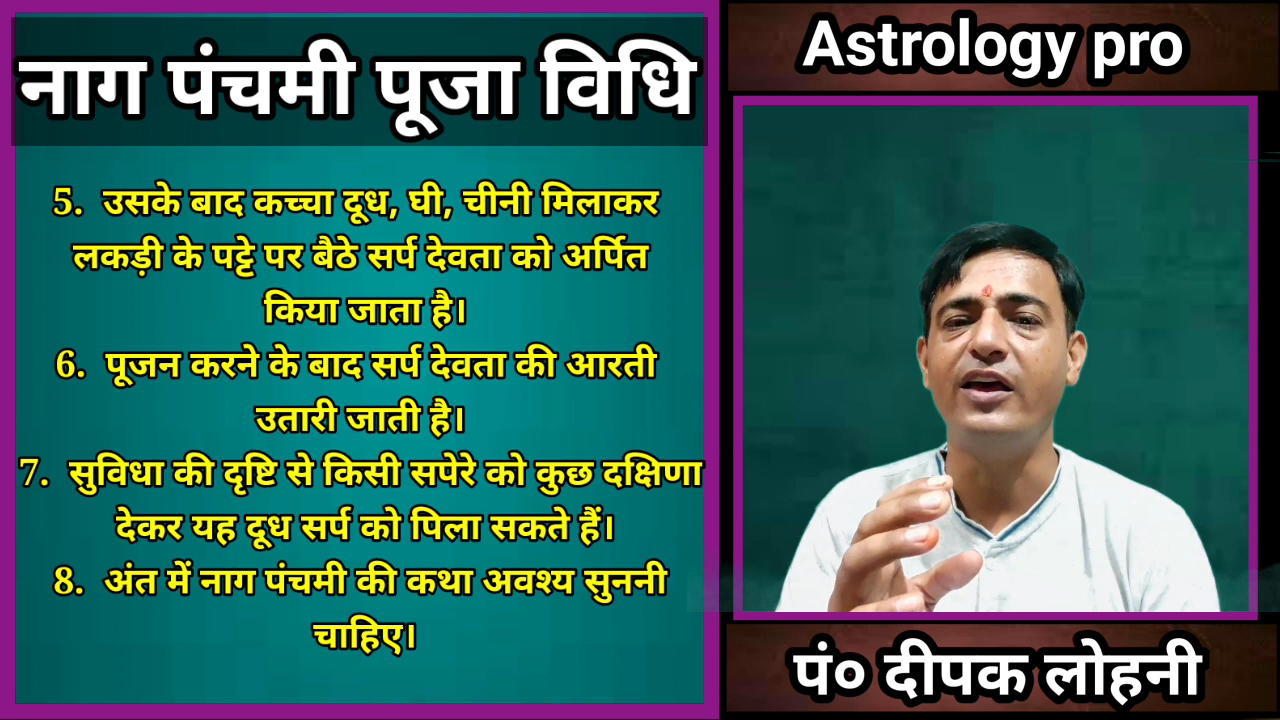 नाग पंचमी पूजा विधि
5. उसके बाद कच्चा दूध, घी, चीनी मिलाकर
लकड़ी के पट्टे पर बैठे सर्प देवता को अर्पित
किया जाता है।
6. पूजन करने के बाद सर्प देवता की आरती
उतारी जाती है।
7. सुविधा की दृष्टि से किसी सपेरे को कुछ दक्षिणा
देकर यह दूध सर्प को पिला सकते हैं।
8. अंत में नाग पंचमी की कथा अवश्य सुननी
चाहिए।
Astrology pro
पं० दीपक लोहनी